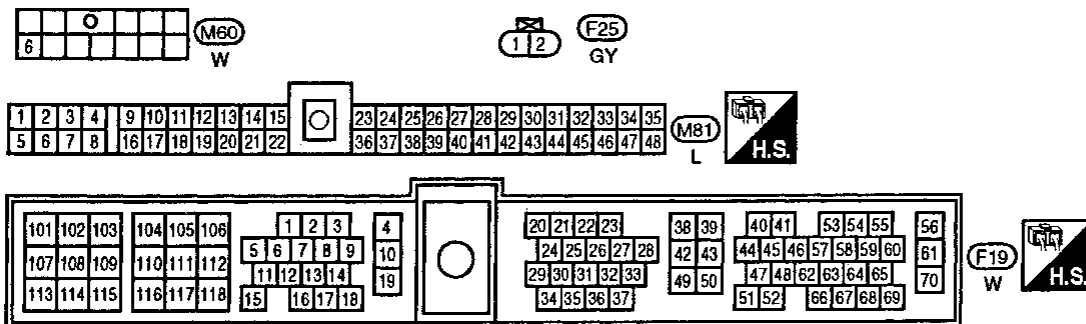 6
M60
W
1 2
F25
GY
1 2 3 4 9 10 11 12 13 14 15 23 24 25 26 27 28 29 30 31 32 33 34 35
5 6 7 8 16 17 18 19 20 21 22 36 37 38 39 40 41 42 43 44 45 46 47 48
M81
L
H.S.
101 102 103 104 105 106 1 2 3 4 20 21 22 23 38 39 40 41 53 54 55 56
107 108 109 110 111 112 5 6 7 8 9 10 24 25 26 27 28 42 43 44 45 46 57 58 59 60 61
113 114 115 116 117 118 11 12 13 14 19 29 30 31 32 33 49 50 47 48 62 63 64 65 70
15 16 17 18 34 35 36 37 51 52 66 67 68 69
F19
W
H.S.